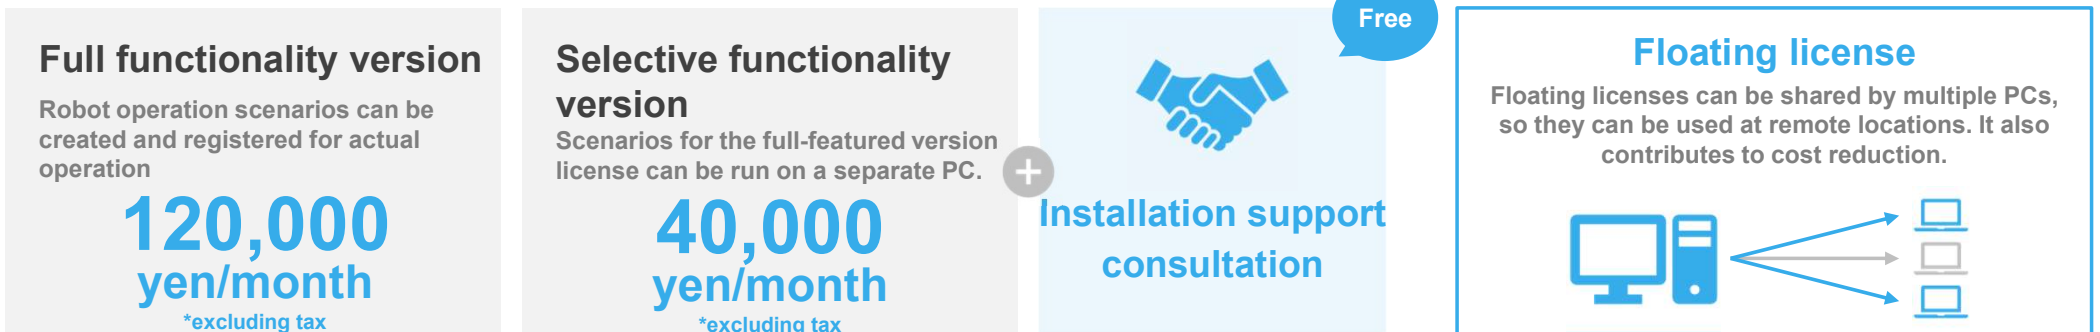 Full functionality version
Robot operation scenarios can be
created and registered for actual
operation
120,000
yen/month
*excluding tax
Selective functionality
version
Scenarios for the full-featured version
license can be run on a separate PC.
40,000
yen/month
*excluding tax
+
Free
Installation support
consultation
Floating license
Floating licenses can be shared by multiple PCs,
so they can be used at remote locations. It also
contributes to cost reduction.